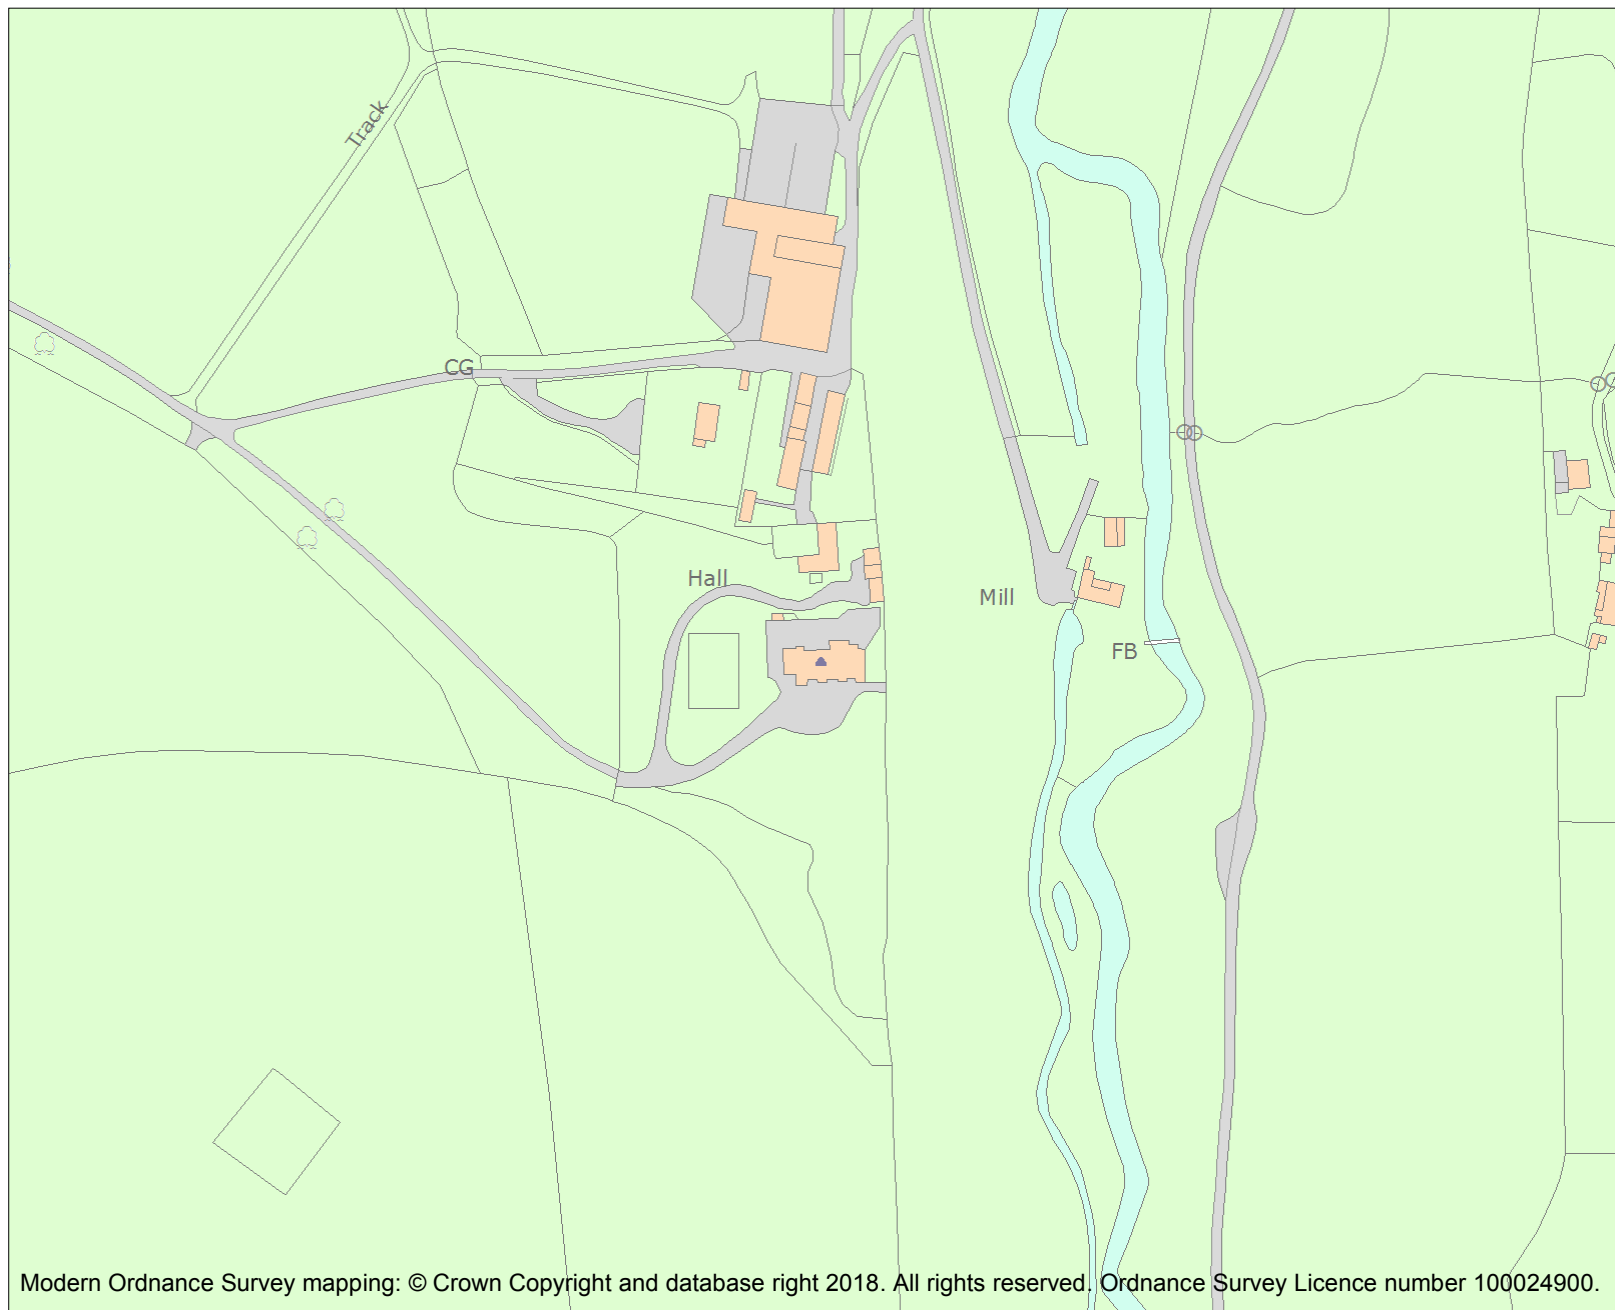 Track
CG
Hall
Mill
FB
Modern Ordnance Survey mapping: © Crown Copyright and database right 2018. All rights reserved. Ordnance Survey Licence number 100024900.